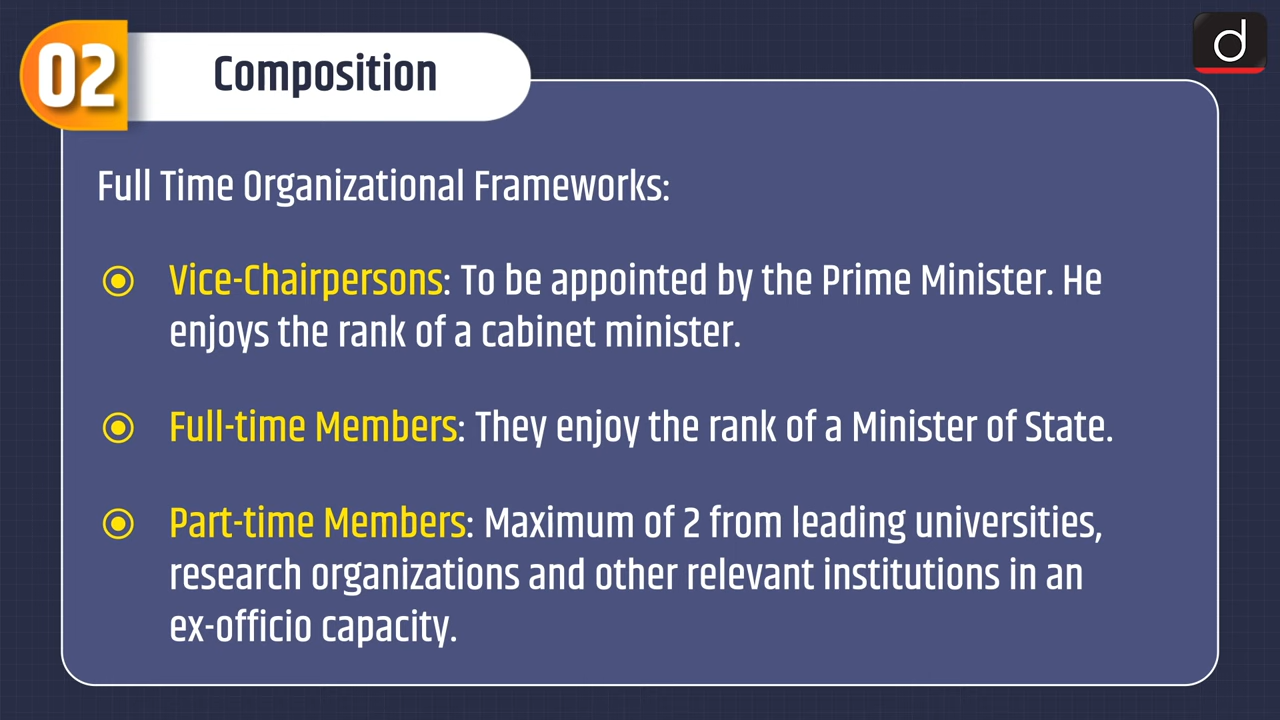 02
Composition
d
Full Time Organizational Frameworks:
Vice-Chairpersons: To be appointed by the Prime Minister. He
enjoys the rank of a cabinet minister.
Full-time Members: They enjoy the rank of a Minister of State.
Part-time Members: Maximum of 2 from leading universities,
research organizations and other relevant institutions in an
ex-officio capacity.